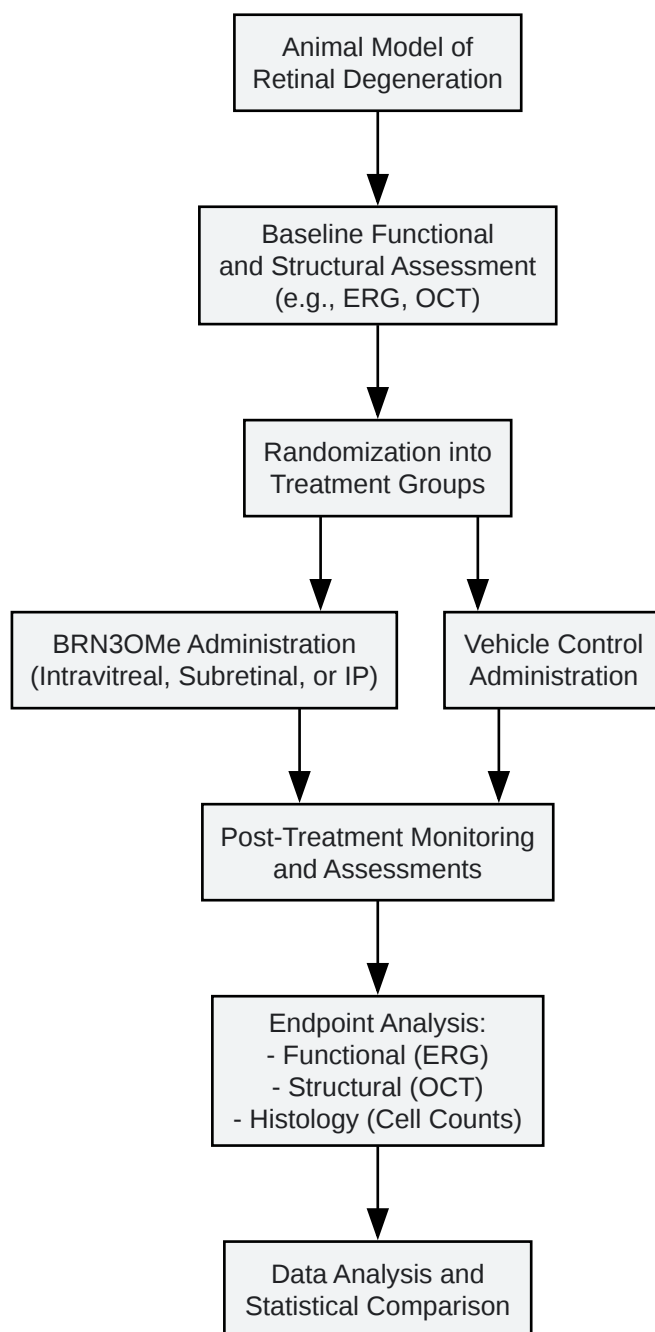 Animal Model of
Retinal Degeneration
Baseline Functional
and Structural Assessment
(e.g., ERG, OCT)
Randomization into
Treatment Groups
BRN3OMe Administration
(Intravitreal, Subretinal, or IP)
Vehicle Control
Administration
Post-Treatment Monitoring
and Assessments
Endpoint Analysis:
- Functional (ERG)
- Structural (OCT)
- Histology (Cell Counts)
Data Analysis and
Statistical Comparison